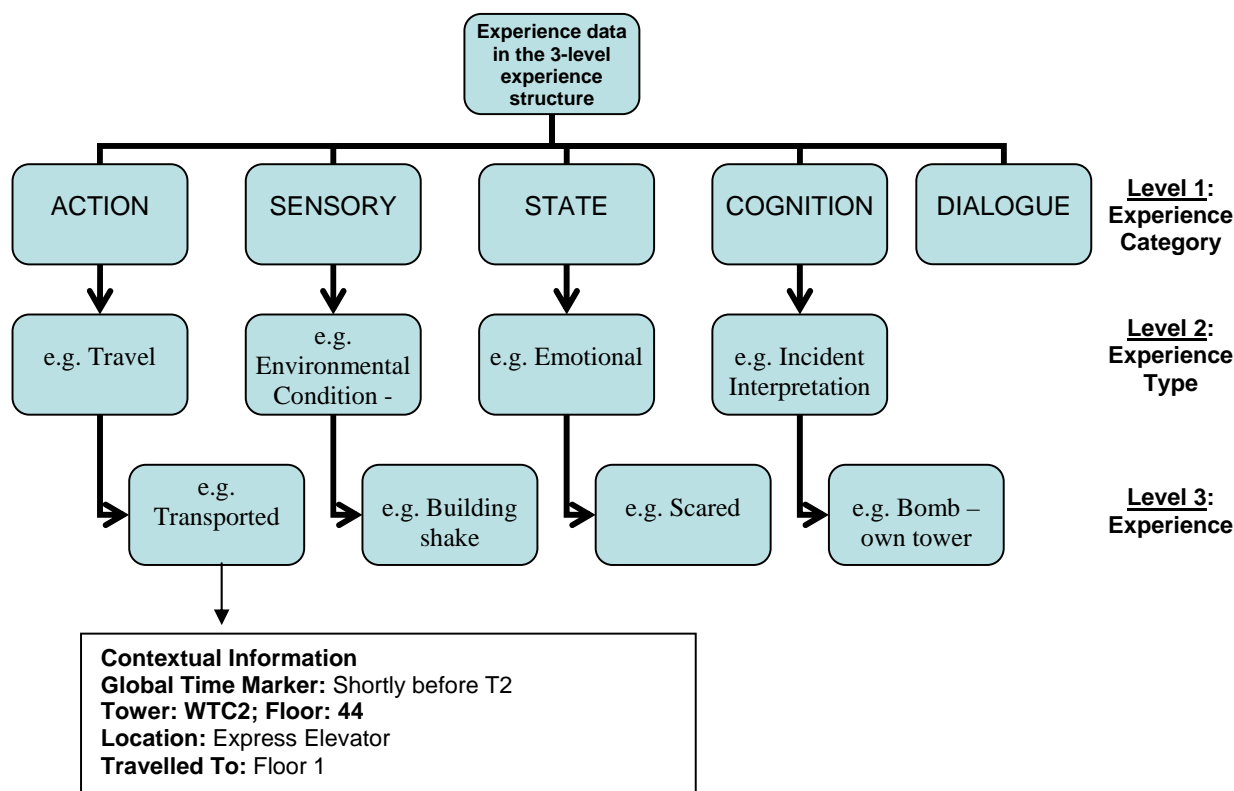 Experience data
in the 3-level
experience
structure
ACTION
SENSORY
STATE
COGNITION
DIALOGUE
Level 1:
Experience
Category
e.g. Travel
e.g.
Environmental
Condition -
e.g. Emotional
e.g. Incident
Interpretation
Level 2:
Experience
Type
e.g.
Transported
e.g. Building
shake
e.g. Scared
e.g. Bomb –
own tower
Level 3:
Experience
Contextual Information
Global Time Marker: Shortly before T2
Tower: WTC2; Floor: 44
Location: Express Elevator
Travelled To: Floor 1